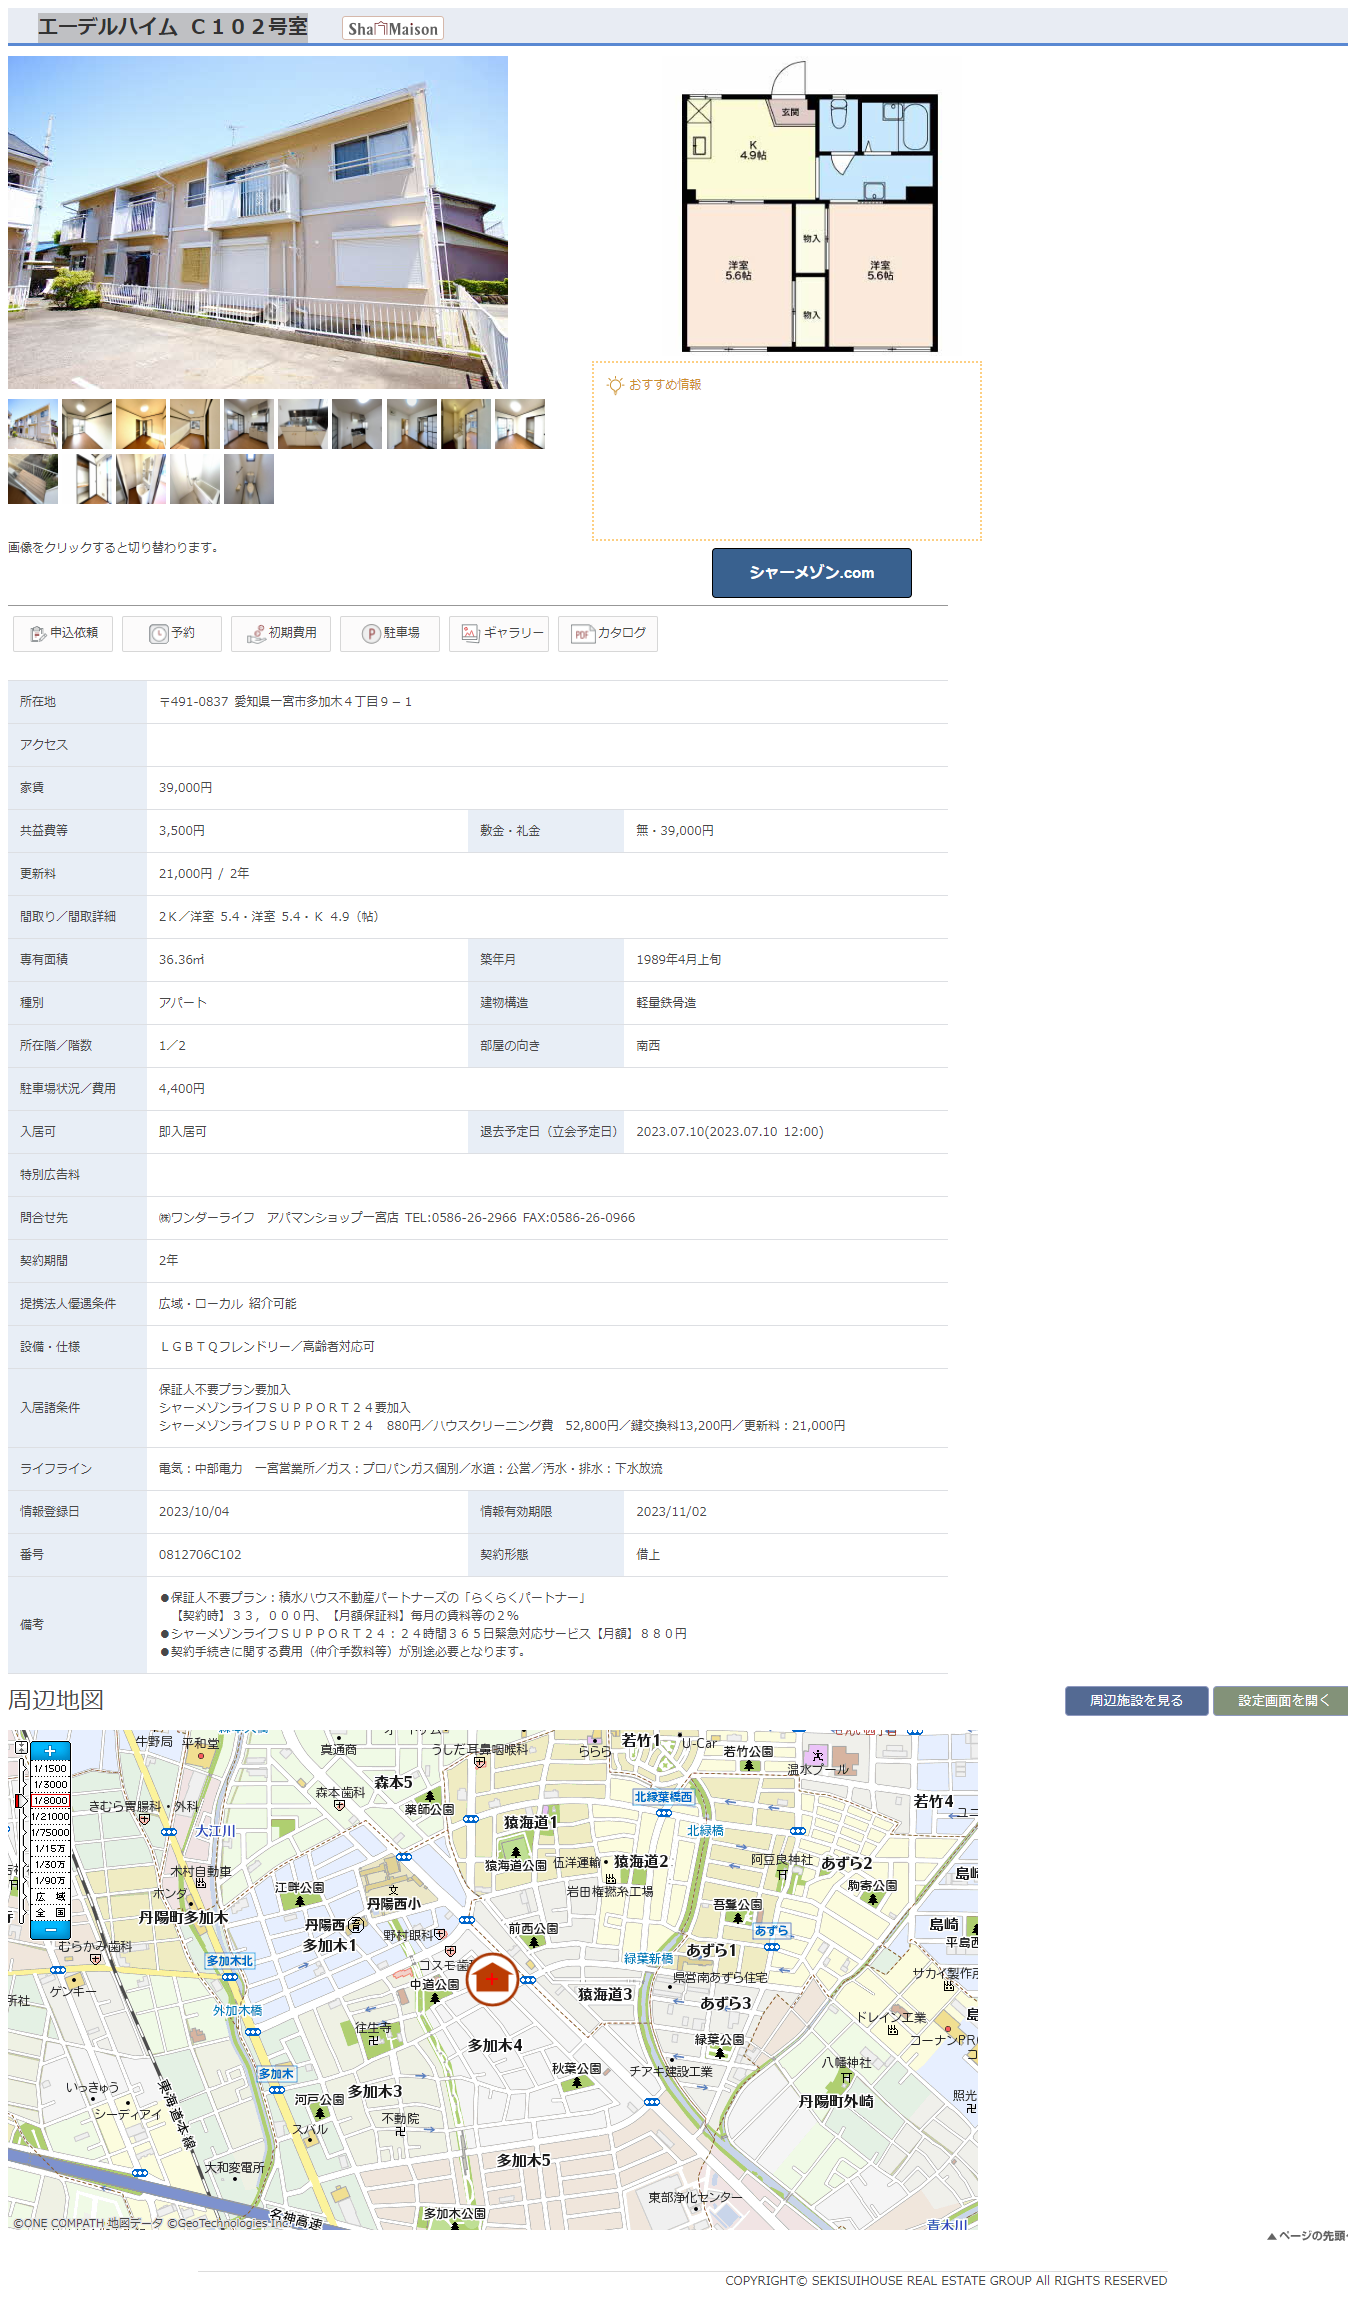 エーデルハイム Ｃ１０２号室
ShaMaison
玄関
K
4.9帖
物入
洋室
5.6帖
洋室
5.6帖
物入
おすすめ情報
画像をクリックすると切り替わります。
シャーメゾン.com
申込依頼 予約 初期費用 駐車場 ギャラリー カタログ
所在地 〒491-0837 愛知県一宮市多加木４丁目９－１
アクセス
家賃 39,000円
共益費等 3,500円 敷金・礼金 無・39,000円
更新料 21,000円 / 2年
間取り／間取詳細 2Ｋ／洋室 5.4・洋室 5.4・Ｋ 4.9（帖）
専有面積 36.36㎡ 築年月 1989年4月上旬
種別 アパート 建物構造 軽量鉄骨造
所在階／階数 1／2 部屋の向き 南西
駐車場状況／費用 4,400円
入居可 即入居可 退去予定日（立会予定日） 2023.07.10(2023.07.10 12:00)
特別広告料
問合せ先 ㈱ワンダーライフ　アパマンショップ一宮店 TEL:0586-26-2966 FAX:0586-26-0966
契約期間 2年
提携法人優遇条件 広域・ローカル 紹介可能
設備・仕様 ＬＧＢＴＱフレンドリー／高齢者対応可
入居諸条件 保証人不要プラン要加入
シャーメゾンライフＳＵＰＰＯＲＴ２４要加入
シャーメゾンライフＳＵＰＰＯＲＴ２４　880円／ハウスクリーニング費　52,800円／鍵交換料13,200円／更新料：21,000円
ライフライン 電気：中部電力　一宮営業所／ガス：プロパンガス個別／水道：公営／汚水・排水：下水放流
情報登録日 2023/10/04 情報有効期限 2023/11/02
番号 0812706C102 契約形態 借上
備考 ●保証人不要プラン：積水ハウス不動産パートナーズの「らくらくパートナー」
【契約時】３３，０００円、【月額保証料】毎月の賃料等の２％
●シャーメゾンライフＳＵＰＰＯＲＴ２４：２４時間３６５日緊急対応サービス【月額】８８０円
●契約手続きに関する費用（仲介手数料等）が別途必要となります。
周辺地図 周辺施設を見る 設定画面を開く
牛野局 平和堂
真通商
うしだ耳鼻咽喉科
ららら
若竹1
U-Car
若竹公園
温水プール
1/1500
1/3000
1/8000
1/21000
1/75000
1/15万
1/30万
1/90万
広 域
全 国
森本5
森本歯科
薬師公園
北緑葉橋西
若竹4
きむら胃腸科・外科
大江川
猿海道1
北緑橋
木村自動車
猿海道公園
伍洋運輸
猿海道2
阿豆良神社
あずら2
島崎
ホンダ
江畔公園
岩田権撚糸工場
駒寄公園
丹陽町多加木
丹陽西小
丹陽西
吾鬘公園
島崎
多加木1
野村眼科
前西公園
あずら
平島西
むらかみ歯科
多加木北
コスモ歯科
緑葉新橋
あずら1
ゲンキー
中道公園
県営南あずら住宅
サカイ製作所
所社
外加木橋
猿海道3
あずら3
往生寺
ドレイン工業
多加木4
緑葉公園
コーナンPRO
多加木
秋葉公園
チアキ建設工業
八幡神社
いっきゅう
河戸公園
多加木3
丹陽町外崎
照光
シーディアイ
スバル
不動院
東海道本線
大和変電所
多加木5
東部浄化センター
名神高速
多加木公園
青木川
©ONE COMPATH 地図データ ©GeoTechnologies Inc.
▲ページの先頭
COPYRIGHT© SEKISUIHOUSE REAL ESTATE GROUP All RIGHTS RESERVED